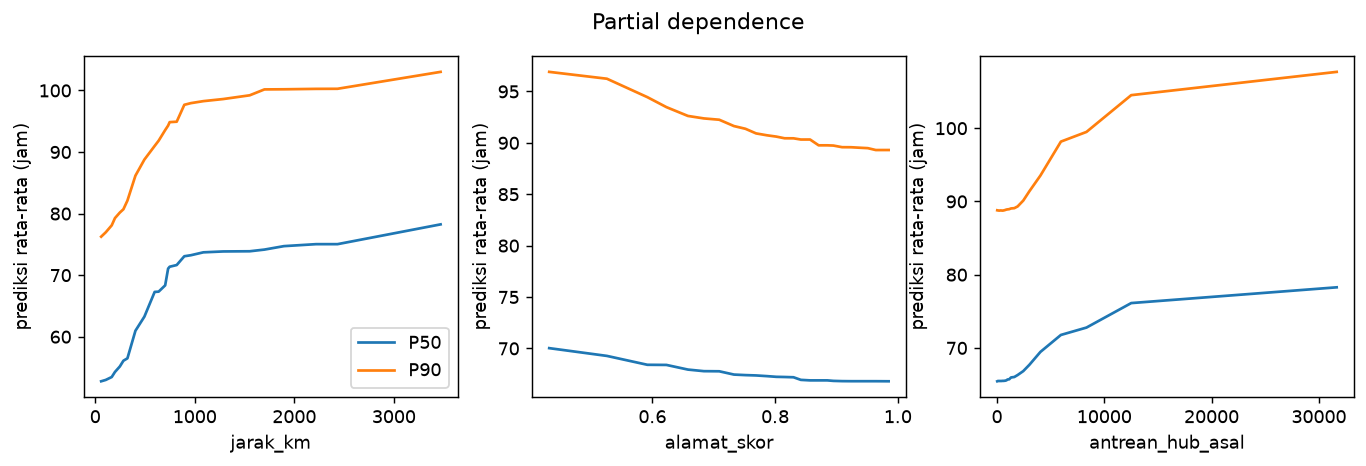 Partial dependence
prediksi rata-rata (jam)
100
90
80
70
60
P50
P90
0
1000
2000
3000
jarak_km
prediksi rata-rata (jam)
95
90
85
80
75
70
0.6
0.8
1.0
alamat_skor
prediksi rata-rata (jam)
100
90
80
70
0
10000
20000
30000
antrean_hub_asal